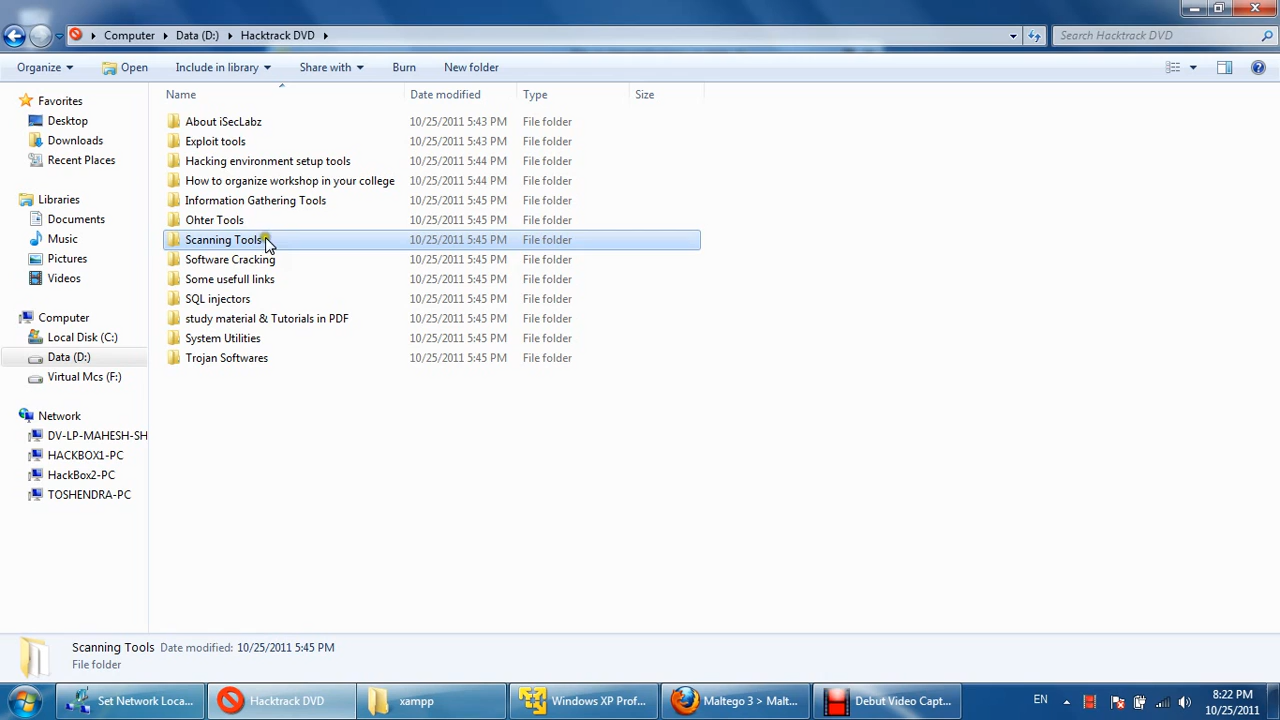 Computer Data (D:) Hacktrack DVD Search Hacktrack DVD
Organize Open Include in library Share with Burn New folder
Name Date modified Type Size
Favorites
Desktop
Downloads
Recent Places
Libraries
Documents
Music
Pictures
Videos
Computer
Local Disk (C:)
Data (D:)
Virtual Mcs (F:)
Network
DV-LP-MAHESH-SH
HACKBOX1-PC
HackBox2-PC
TOSHENDRA-PC
About iSecLabz 10/25/2011 5:43 PM File folder
Exploit tools 10/25/2011 5:43 PM File folder
Hacking environment setup tools 10/25/2011 5:44 PM File folder
How to organize workshop in your college 10/25/2011 5:44 PM File folder
Information Gathering Tools 10/25/2011 5:45 PM File folder
Ohter Tools 10/25/2011 5:45 PM File folder
Scanning Tools 10/25/2011 5:45 PM File folder
Software Cracking 10/25/2011 5:45 PM File folder
Some usefull links 10/25/2011 5:45 PM File folder
SQL injectors 10/25/2011 5:45 PM File folder
study material & Tutorials in PDF 10/25/2011 5:45 PM File folder
System Utilities 10/25/2011 5:45 PM File folder
Trojan Softwares 10/25/2011 5:45 PM File folder
Scanning Tools Date modified: 10/25/2011 5:45 PM
File folder
Set Network Loca... Hacktrack DVD xampp Windows XP Prof... Maltego 3 > Malt... Debut Video Capt... EN 8:22 PM
10/25/2011